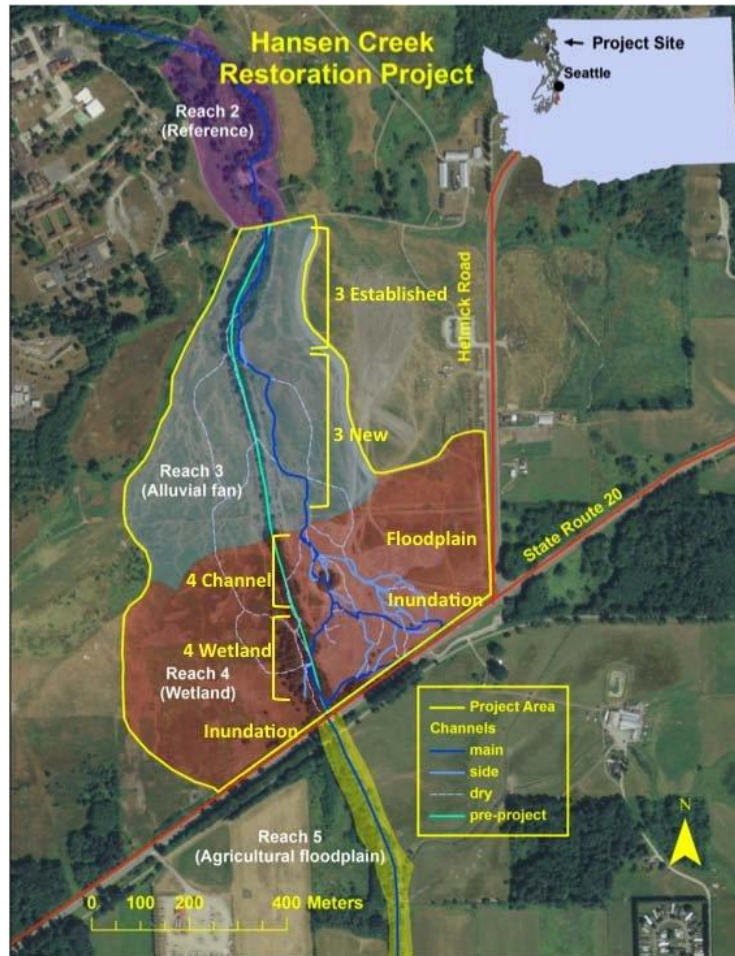 Hansen Creek
Restoration Project
Project Site
Seattle
Reach 2
(Reference)
3 Established
Helmick Road
3 New
Reach 3
(Alluvial fan)
Floodplain
State Route 20
4 Channel
Inundation
4 Wetland
Reach 4
(Wetland)
Inundation
Project Area
Channels
main
side
dry
pre-project
N
Reach 5
(Agricultural floodplain)
0 100 200 400 Meters